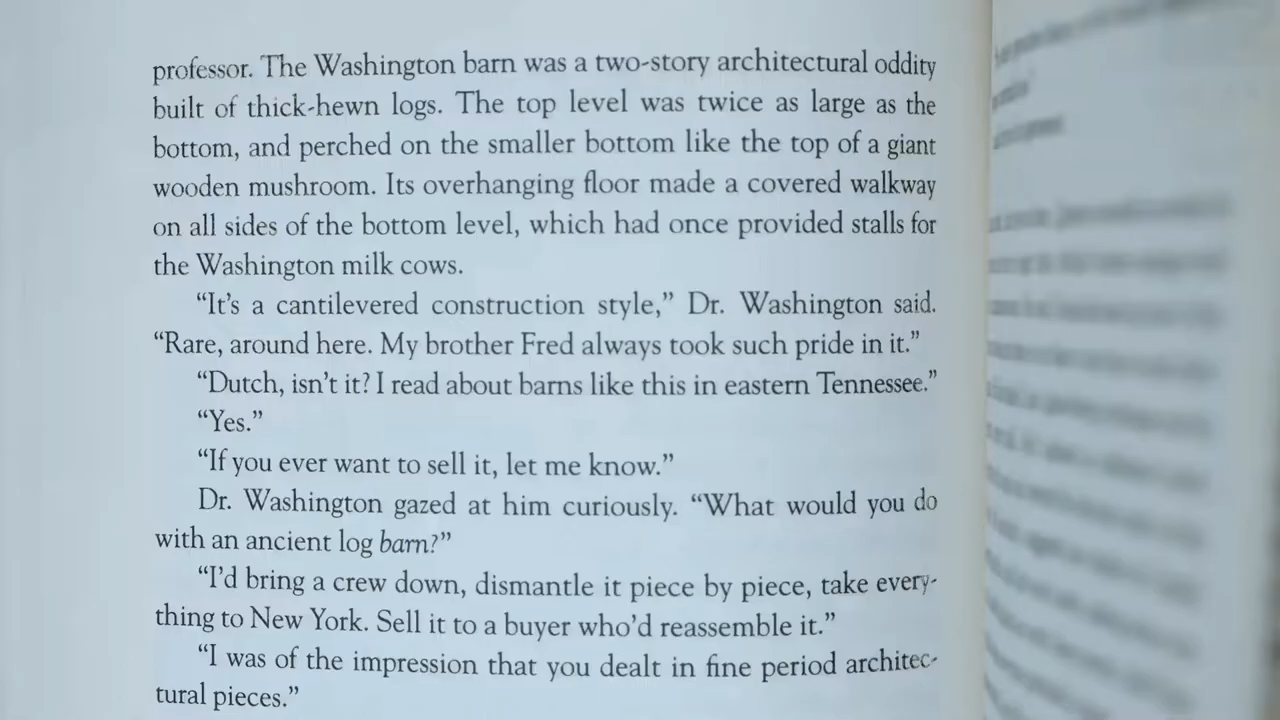 professor. The Washington barn was a two-story architectural oddity
built of thick-hewn logs. The top level was twice as large as the
bottom, and perched on the smaller bottom like the top of a giant
wooden mushroom. Its overhanging floor made a covered walkway
on all sides of the bottom level, which had once provided stalls for
the Washington milk cows.
“It’s a cantilevered construction style,” Dr. Washington said.
“Rare, around here. My brother Fred always took such pride in it.”
“Dutch, isn’t it? I read about barns like this in eastern Tennessee.”
“Yes.”
“If you ever want to sell it, let me know.”
Dr. Washington gazed at him curiously. “What would you do
with an ancient log barn?”
“I’d bring a crew down, dismantle it piece by piece, take every-
thing to New York. Sell it to a buyer who’d reassemble it.”
“I was of the impression that you dealt in fine period architec-
tural pieces.”